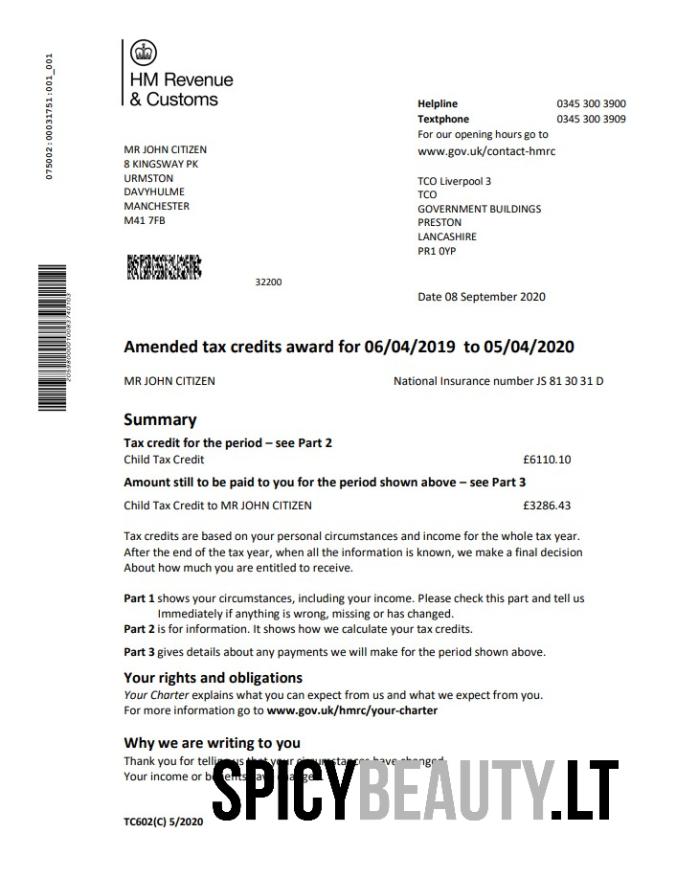 075002:00031751:001_001
HM Revenue
& Customs
Helpline 0345 300 3900
Textphone 0345 300 3909
For our opening hours go to
www.gov.uk/contact-hmrc
MR JOHN CITIZEN
8 KINGSWAY PK
URMSTON
DAVYHULME
MANCHESTER
M41 7FB
TCO Liverpool 3
TCO
GOVERNMENT BUILDINGS
PRESTON
LANCASHIRE
PR1 0YP
32200
Date 08 September 2020
Amended tax credits award for 06/04/2019 to 05/04/2020
MR JOHN CITIZEN National Insurance number JS 81 30 31 D
Summary
Tax credit for the period – see Part 2
Child Tax Credit £6110.10
Amount still to be paid to you for the period shown above – see Part 3
Child Tax Credit to MR JOHN CITIZEN £3286.43
Tax credits are based on your personal circumstances and income for the whole tax year.
After the end of the tax year, when all the information is known, we make a final decision
About how much you are entitled to receive.
Part 1 shows your circumstances, including your income. Please check this part and tell us
Immediately if anything is wrong, missing or has changed.
Part 2 is for information. It shows how we calculate your tax credits.
Part 3 gives details about any payments we will make for the period shown above.
Your rights and obligations
Your Charter explains what you can expect from us and what we expect from you.
For more information go to www.gov.uk/hmrc/your-charter
Why we are writing to you
Thank you for telling us that your circumstances have changed.
Your income or benefits have changed.
SPICYBEAUTY.LT
TC602(C) 5/2020